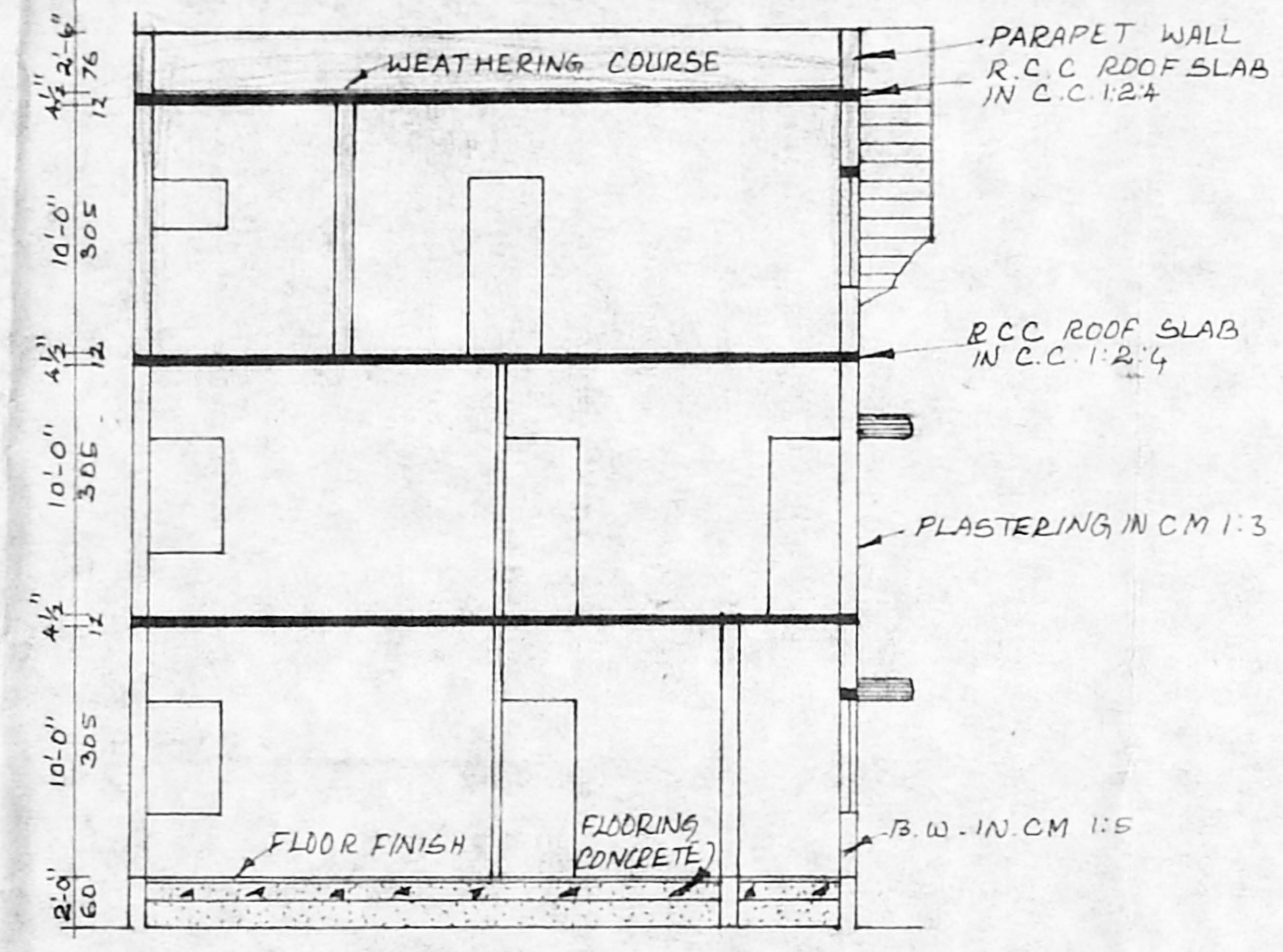 2'-6"
76
4½"
12
10'-0"
305
4½"
12
10'-0"
305
4½"
12
10'-0"
305
2'-0"
60
WEATHERING COURSE
PARAPET WALL
R.C.C ROOF SLAB
IN C.C. 1:2:4
RCC ROOF SLAB
IN C.C. 1:2:4
PLASTERING IN CM 1:3
B.W. IN CM 1:5
FLOOR FINISH
FLOORING
CONCRETE